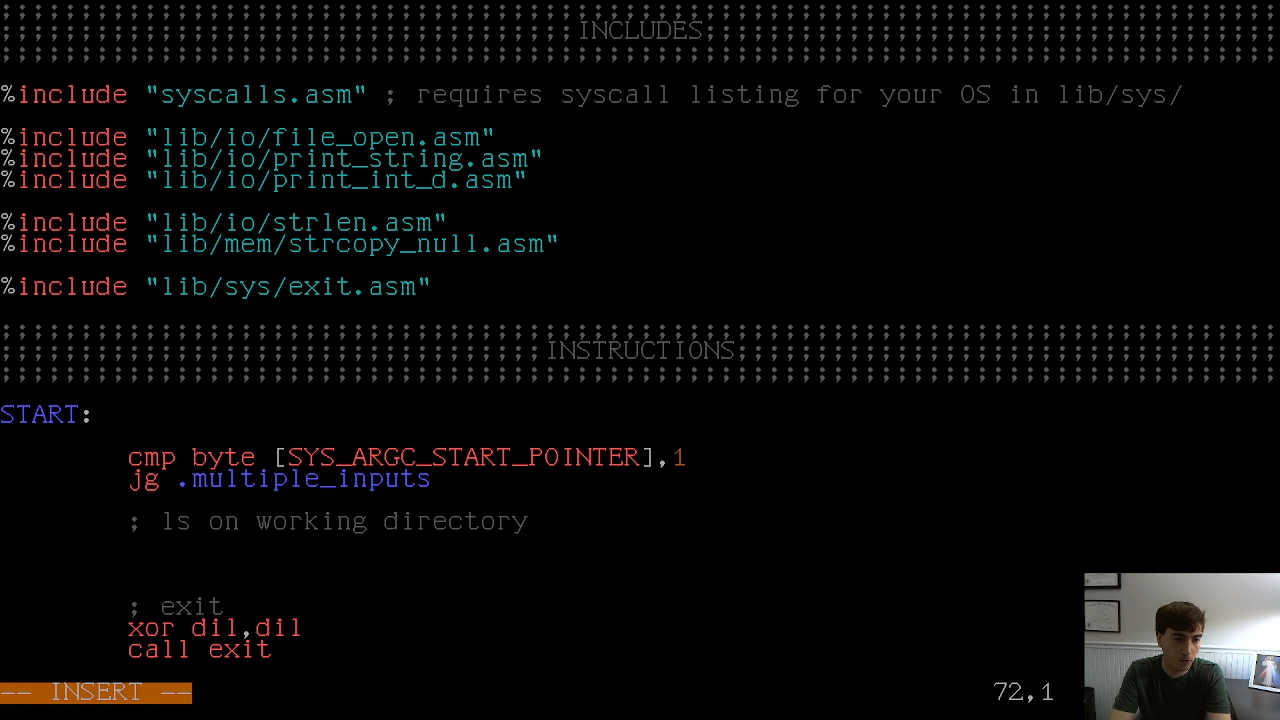 INCLUDES
%include "syscalls.asm" ; requires syscall listing for your OS in lib/sys/
%include "lib/io/file_open.asm"
%include "lib/io/print_string.asm"
%include "lib/io/print_int_d.asm"
%include "lib/io/strlen.asm"
%include "lib/mem/strcopy_null.asm"
%include "lib/sys/exit.asm"
INSTRUCTIONS
START:
cmp byte [SYS_ARGC_START_POINTER],1
jg .multiple_inputs
; ls on working directory
; exit
xor dil,dil
call exit
-- INSERT -- 72,1